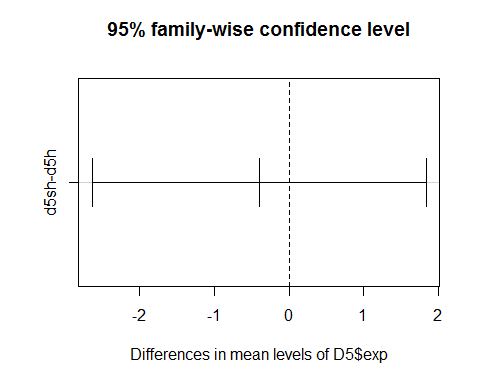 95% family-wise confidence level
d5sh-d5h
-2 -1 0 1 2
Differences in mean levels of D5$exp